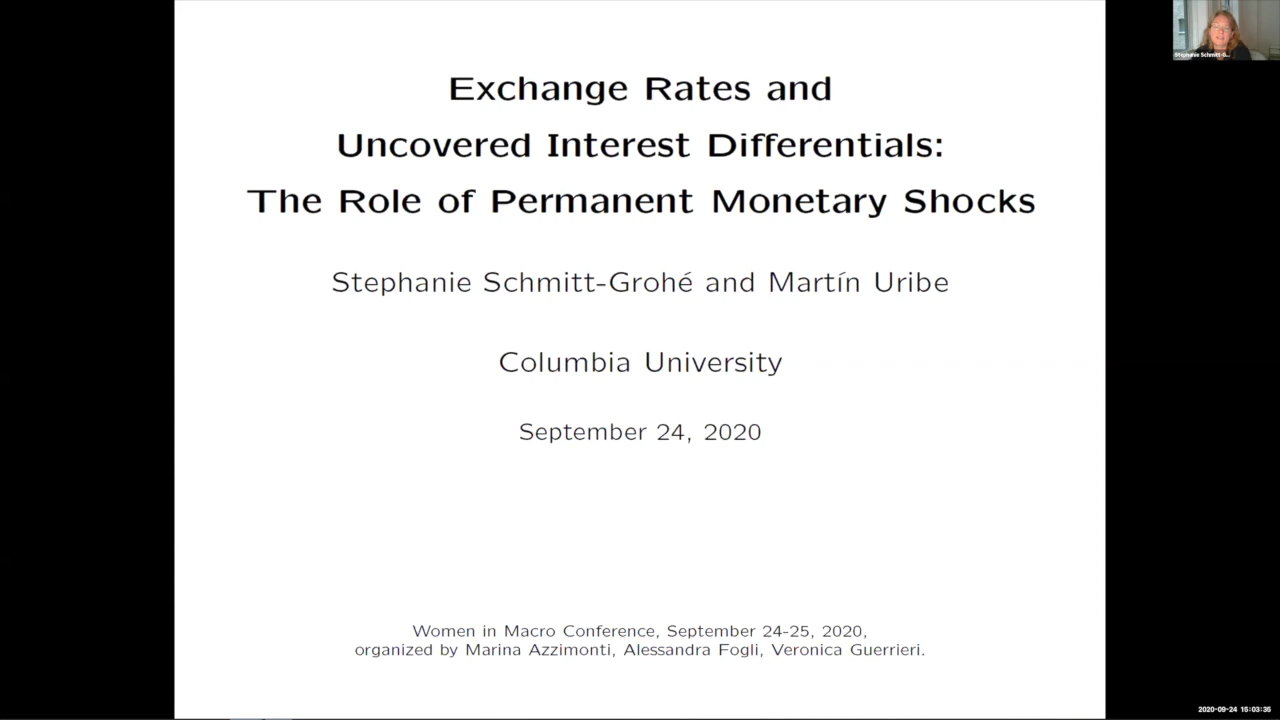 Exchange Rates and
Uncovered Interest Differentials:
The Role of Permanent Monetary Shocks
Stephanie Schmitt-Grohé and Martín Uribe
Columbia University
September 24, 2020
Women in Macro Conference, September 24-25, 2020,
organized by Marina Azzimonti, Alessandra Fogli, Veronica Guerrieri.
Stephanie Schmitt-G...
2020-09-24 15:03:35